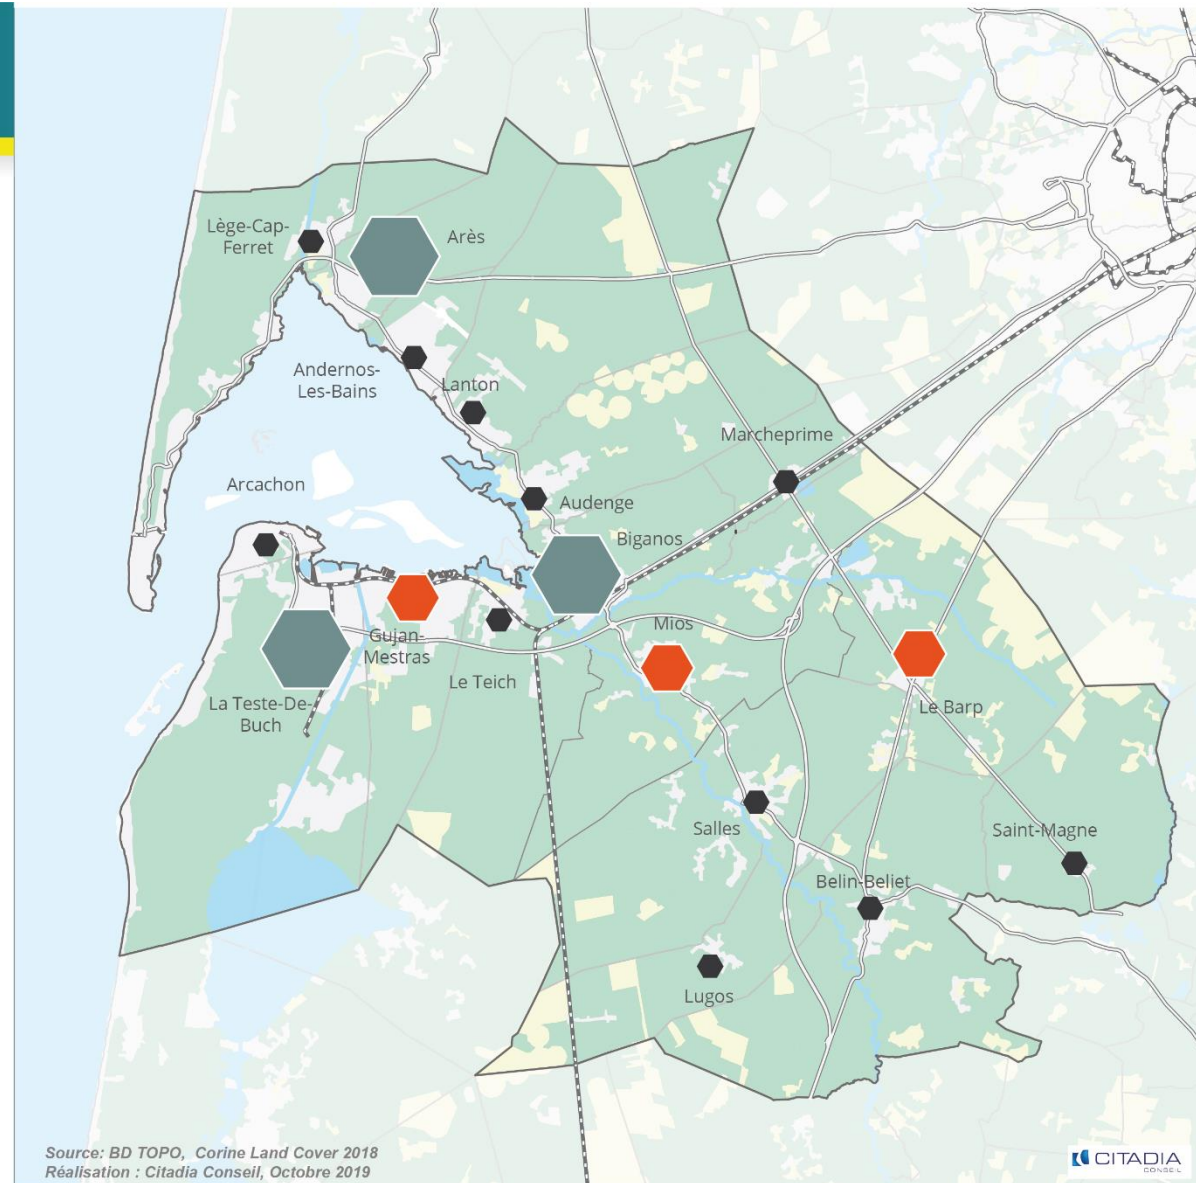 Lège-Cap-
Ferret
Arès
Andernos-
Les-Bains
Lanton
Marcheprime
Arcachon
Audenge
Biganos
Gujan-
Mestras
Mios
Le Teich
La Teste-De-
Buch
Le Barp
Salles
Saint-Magne
Belin-Beliet
Lugos
Source: BD TOPO, Corine Land Cover 2018
Réalisation : Citadia Conseil, Octobre 2019
CITADIA
CONSEIL